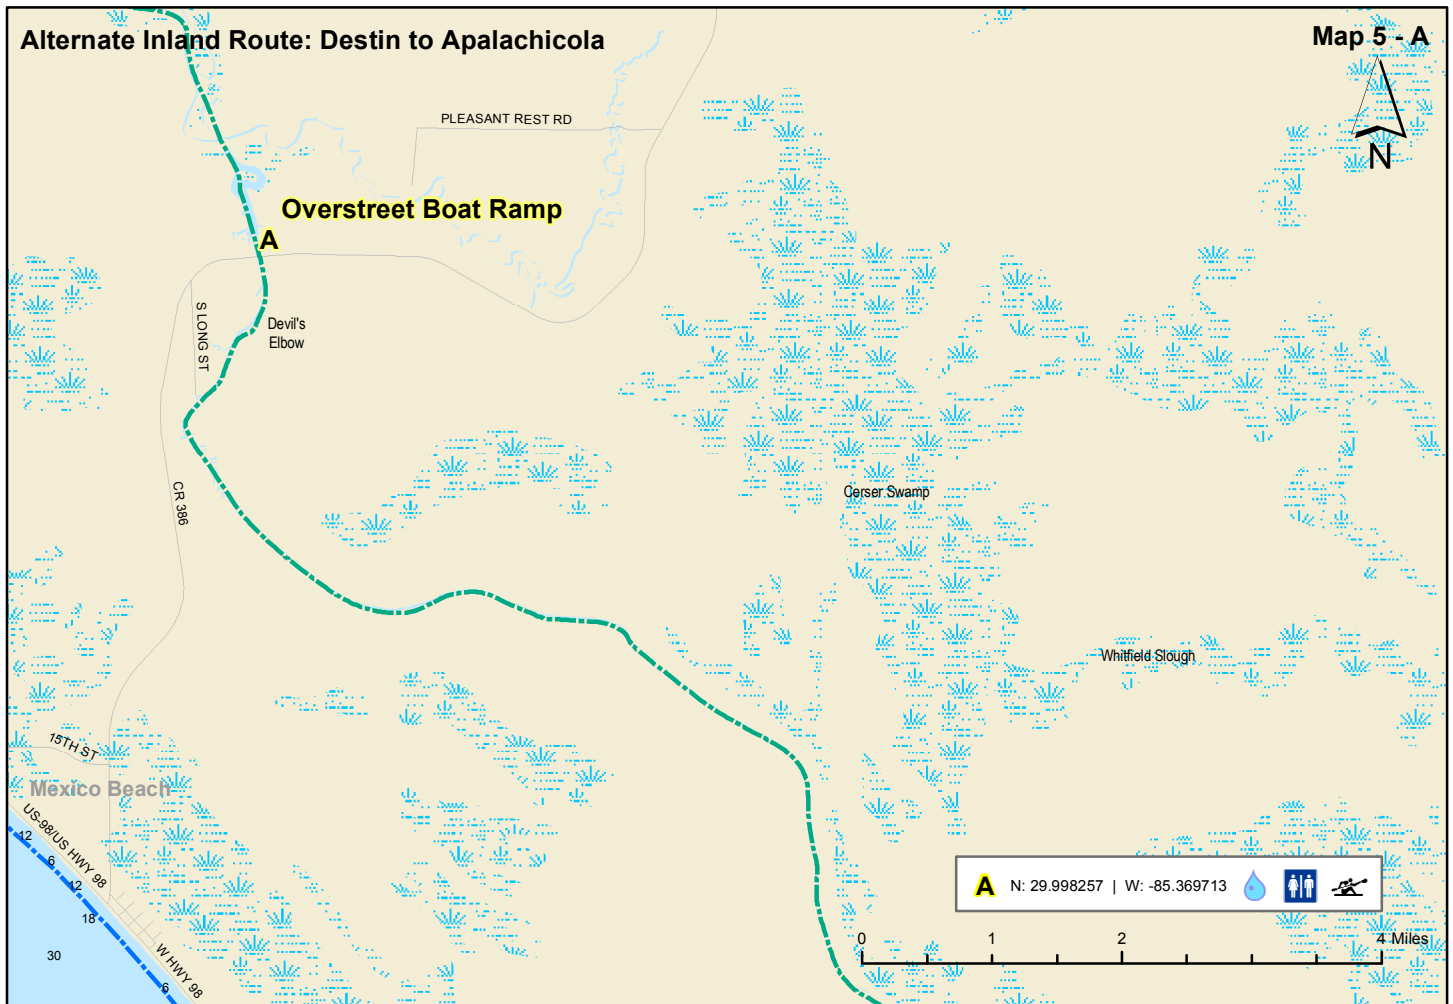 Alternate Inland Route: Destin to Apalachicola
Map 5 - A
N
PLEASANT REST RD
Overstreet Boat Ramp
A
S LONG ST
Devil's
Elbow
CR 386
Cerser Swamp
Whitfield Slough
15TH ST
Mexico Beach
US-98/US HWY 98
12
6
12
18
30
W HWY 98
6
A N: 29.998257 | W: -85.369713
0 1 2 4 Miles